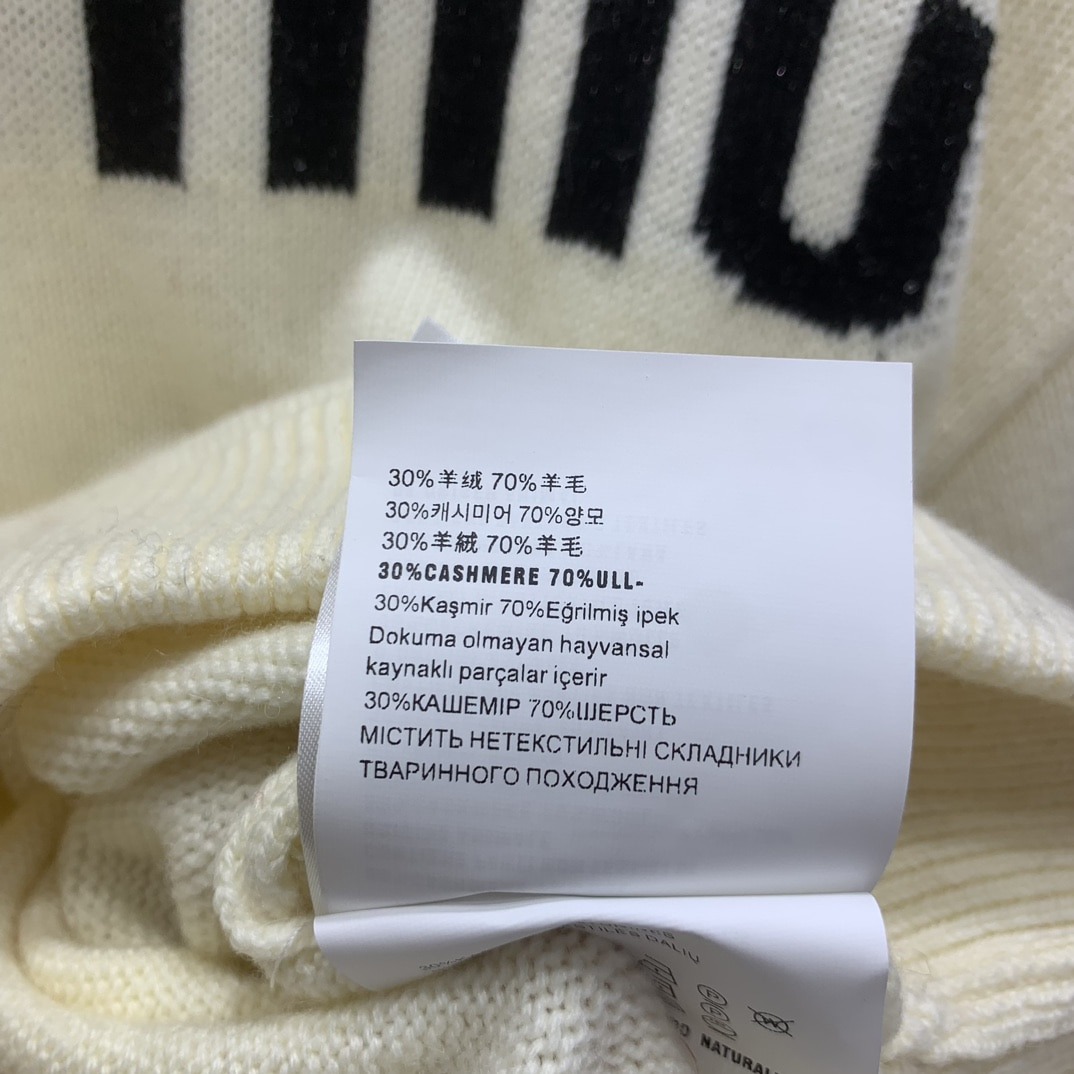 30%羊绒 70%羊毛
30%캐시미어 70%양모
30%羊絨 70%羊毛
30%CASHMERE 70%ULL-
30%Kaşmir 70%Eğrilmiş ipek
Dokuma olmayan hayvansal
kaynaklı parçalar içerir
30%КАШЕМІР 70%ШЕРСТЬ
МІСТИТЬ НЕТЕКСТИЛЬНІ СКЛАДНИКИ
ТВАРИННОГО ПОХОДЖЕННЯ